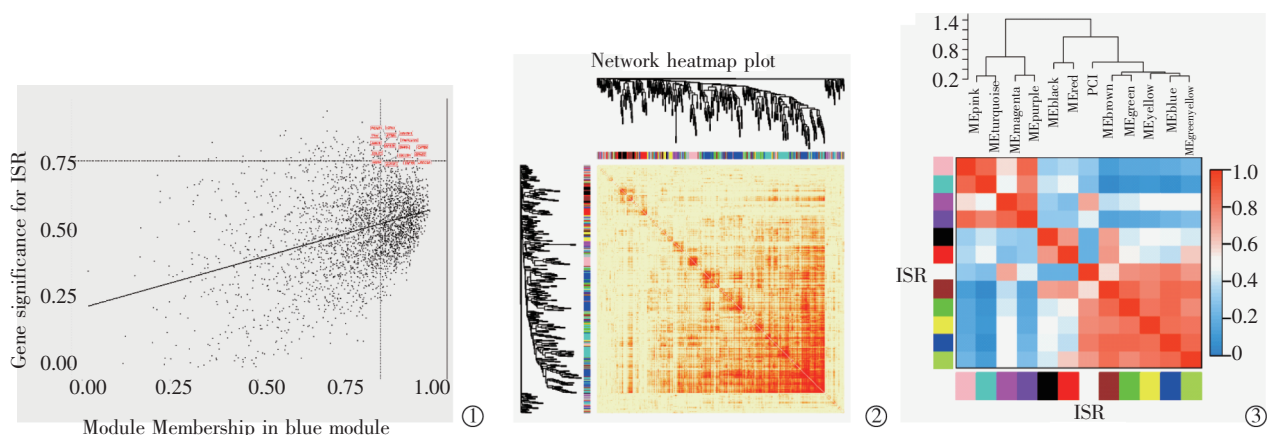 Gene significance for ISR
0.75
0.50
0.25
0.00
0.00 0.25 0.50 0.75 1.00
Module Membership in blue module
①
Network heatmap plot
②
1.4
0.8
0.2
MEpink
MEturquoise
MEmagenta
MEpurple
MEblack
MEred
PCI
MEbrown
MEgreen
MEyellow
MEblue
MEgreenyellow
ISR
ISR
1.0
0.8
0.6
0.4
0.2
0
③